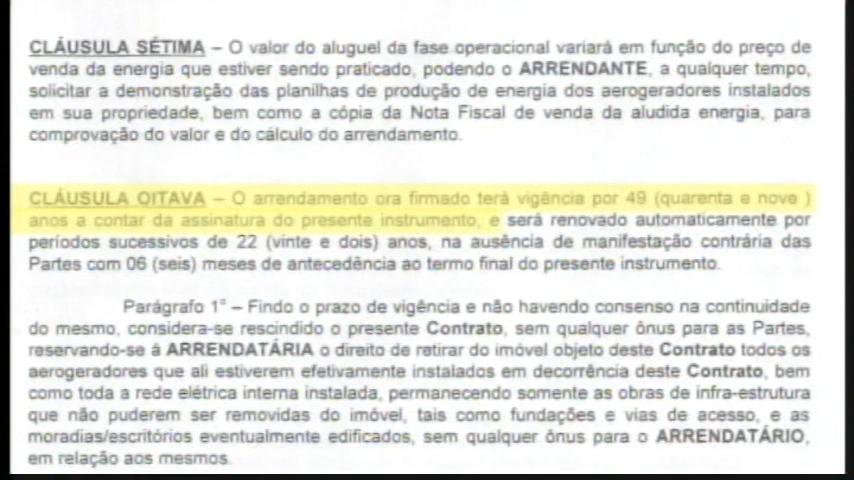 CLÁUSULA SÉTIMA – O valor do aluguel da fase operacional variará em função do preço de
venda da energia que estiver sendo praticado, podendo o ARRENDANTE, a qualquer tempo,
solicitar a demonstração das planilhas de produção de energia dos aerogeradores instalados
em sua propriedade, bem como a cópia da Nota Fiscal de venda da aludida energia, para
comprovação do valor e do cálculo do arrendamento.
CLÁUSULA OITAVA – O arrendamento ora firmado terá vigência por 49 (quarenta e nove )
anos a contar da assinatura do presente instrumento, e será renovado automaticamente por
períodos sucessivos de 22 (vinte e dois) anos, na ausência de manifestação contrária das
Partes com 06 (seis) meses de antecedência ao termo final do presente instrumento.
Parágrafo 1° – Findo o prazo de vigência e não havendo consenso na continuidade
do mesmo, considera-se rescindido o presente Contrato, sem qualquer ônus para as Partes,
reservando-se à ARRENDATÁRIA o direito de retirar do imóvel objeto deste Contrato todos os
aerogeradores que ali estiverem efetivamente instalados em decorrência deste Contrato, bem
como toda a rede elétrica interna instalada, permanecendo somente as obras de infra-estrutura
que não puderem ser removidas do imóvel, tais como fundações e vias de acesso, e as
moradias/escritórios eventualmente edificados, sem qualquer ônus para o ARRENDATÁRIO,
em relação aos mesmos.